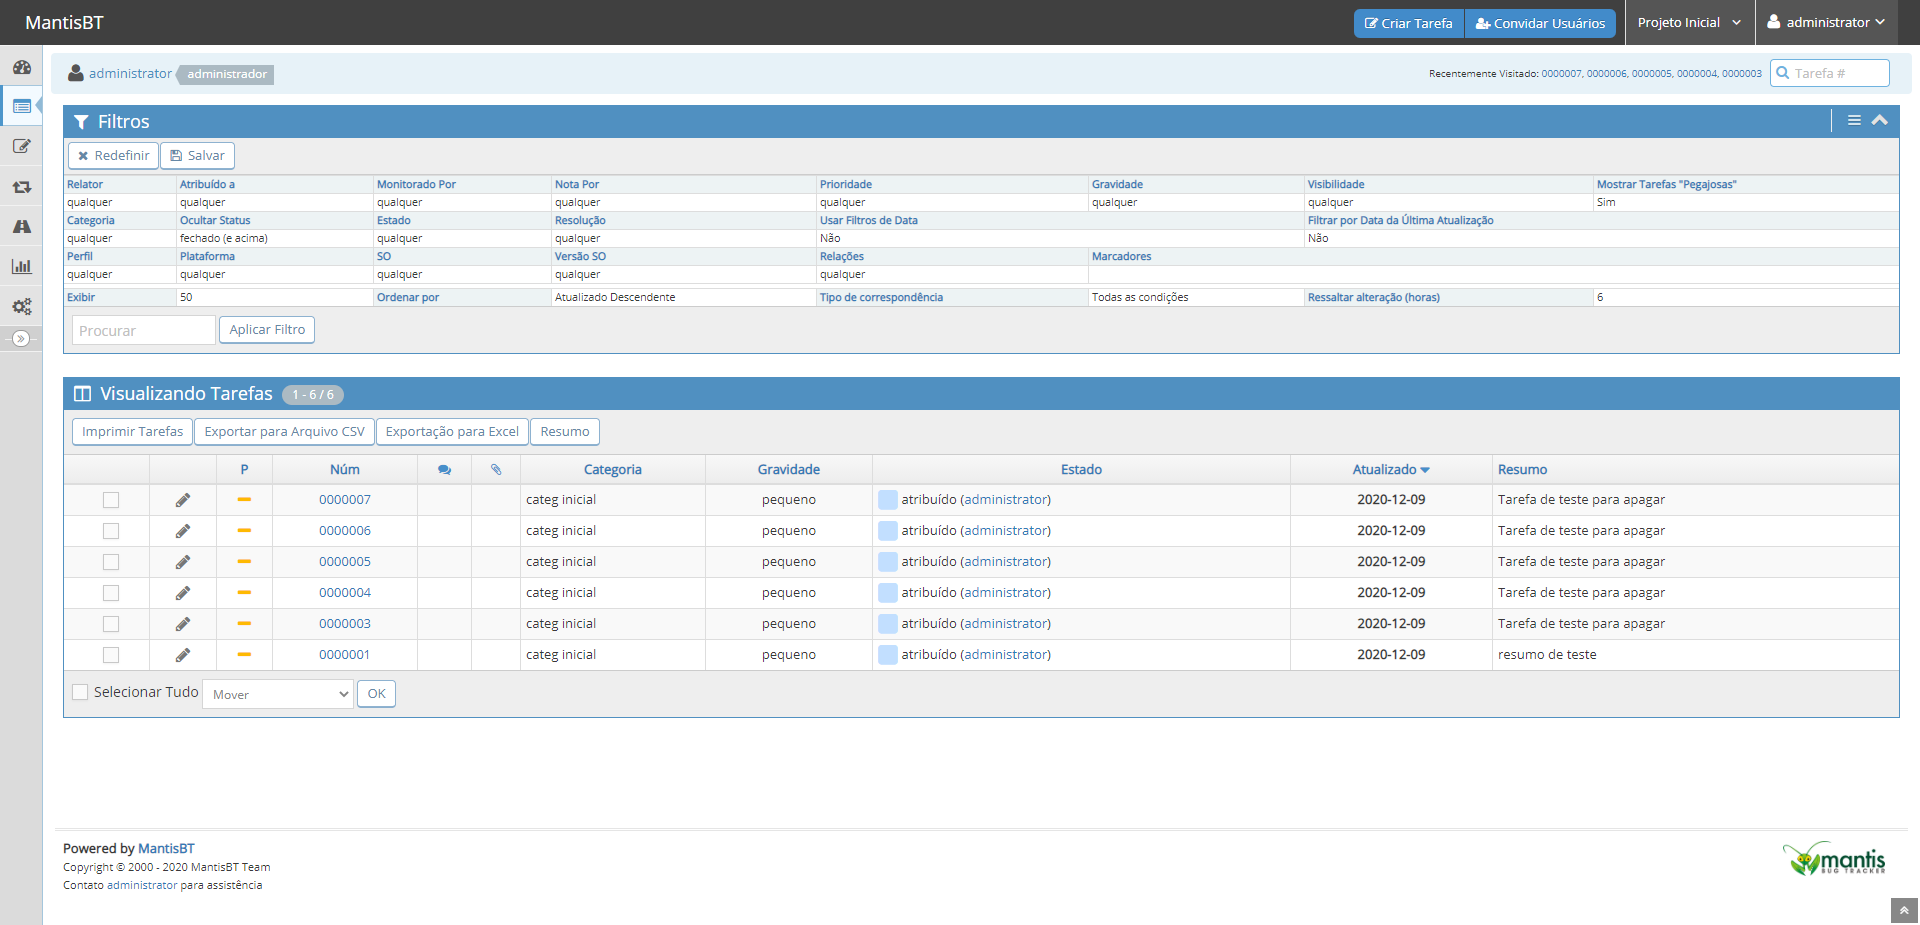 MantisBT
Criar Tarefa Convidar Usuários Projeto Inicial administrator
administrator administrador Recentemente Visitado: 0000007, 0000006, 0000005, 0000004, 0000003 Tarefa #
Filtros
Redefinir Salvar
Relator Atribuído a Monitorado Por Nota Por Prioridade Gravidade Visibilidade Mostrar Tarefas "Pegajosas"
qualquer qualquer qualquer qualquer qualquer qualquer qualquer Sim
Categoria Ocultar Status Estado Resolução Usar Filtros de Data Filtrar por Data da Última Atualização
qualquer fechado (e acima) qualquer qualquer Não Não
Perfil Plataforma SO Versão SO Relações Marcadores
qualquer qualquer qualquer qualquer qualquer
Exibir 50 Ordenar por Atualizado Descendente Tipo de correspondência Todas as condições Ressaltar alteração (horas) 6
Procurar Aplicar Filtro
Visualizando Tarefas 1 - 6 / 6
Imprimir Tarefas Exportar para Arquivo CSV Exportação para Excel Resumo
P Núm Categoria Gravidade Estado Atualizado Resumo
0000007 categ inicial pequeno atribuído (administrator) 2020-12-09 Tarefa de teste para apagar
0000006 categ inicial pequeno atribuído (administrator) 2020-12-09 Tarefa de teste para apagar
0000005 categ inicial pequeno atribuído (administrator) 2020-12-09 Tarefa de teste para apagar
0000004 categ inicial pequeno atribuído (administrator) 2020-12-09 Tarefa de teste para apagar
0000003 categ inicial pequeno atribuído (administrator) 2020-12-09 Tarefa de teste para apagar
0000001 categ inicial pequeno atribuído (administrator) 2020-12-09 resumo de teste
Selecionar Tudo Mover OK
Powered by MantisBT
Copyright © 2000 - 2020 MantisBT Team
Contato administrator para assistência
mantis
BUG TRACKER